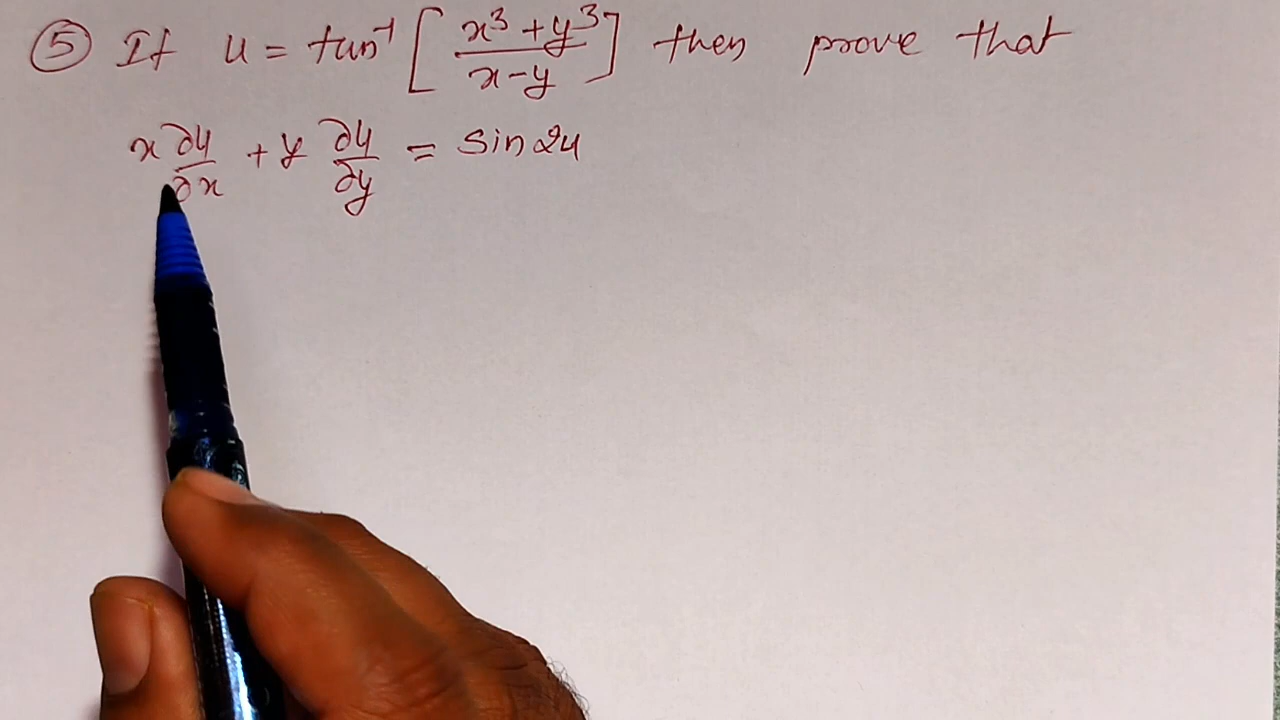 ⑤ If u = tan⁻¹ [ x³ + y³ / x - y ] then prove that
x ∂u/∂x + y ∂u/∂y = sin 2u